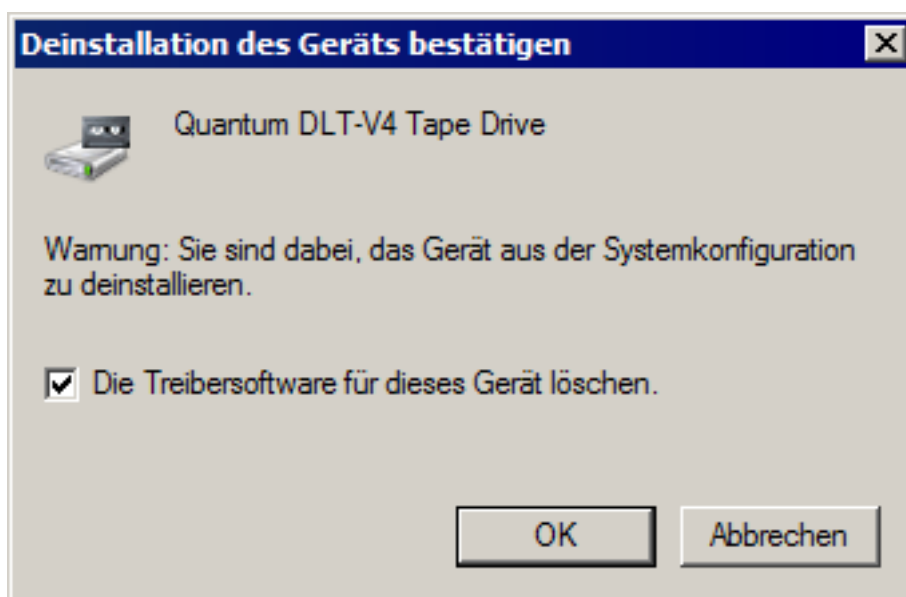 Deinstallation des Geräts bestätigen
Quantum DLT-V4 Tape Drive
Warnung: Sie sind dabei, das Gerät aus der Systemkonfiguration
zu deinstallieren.
Die Treibersoftware für dieses Gerät löschen.
OK
Abbrechen